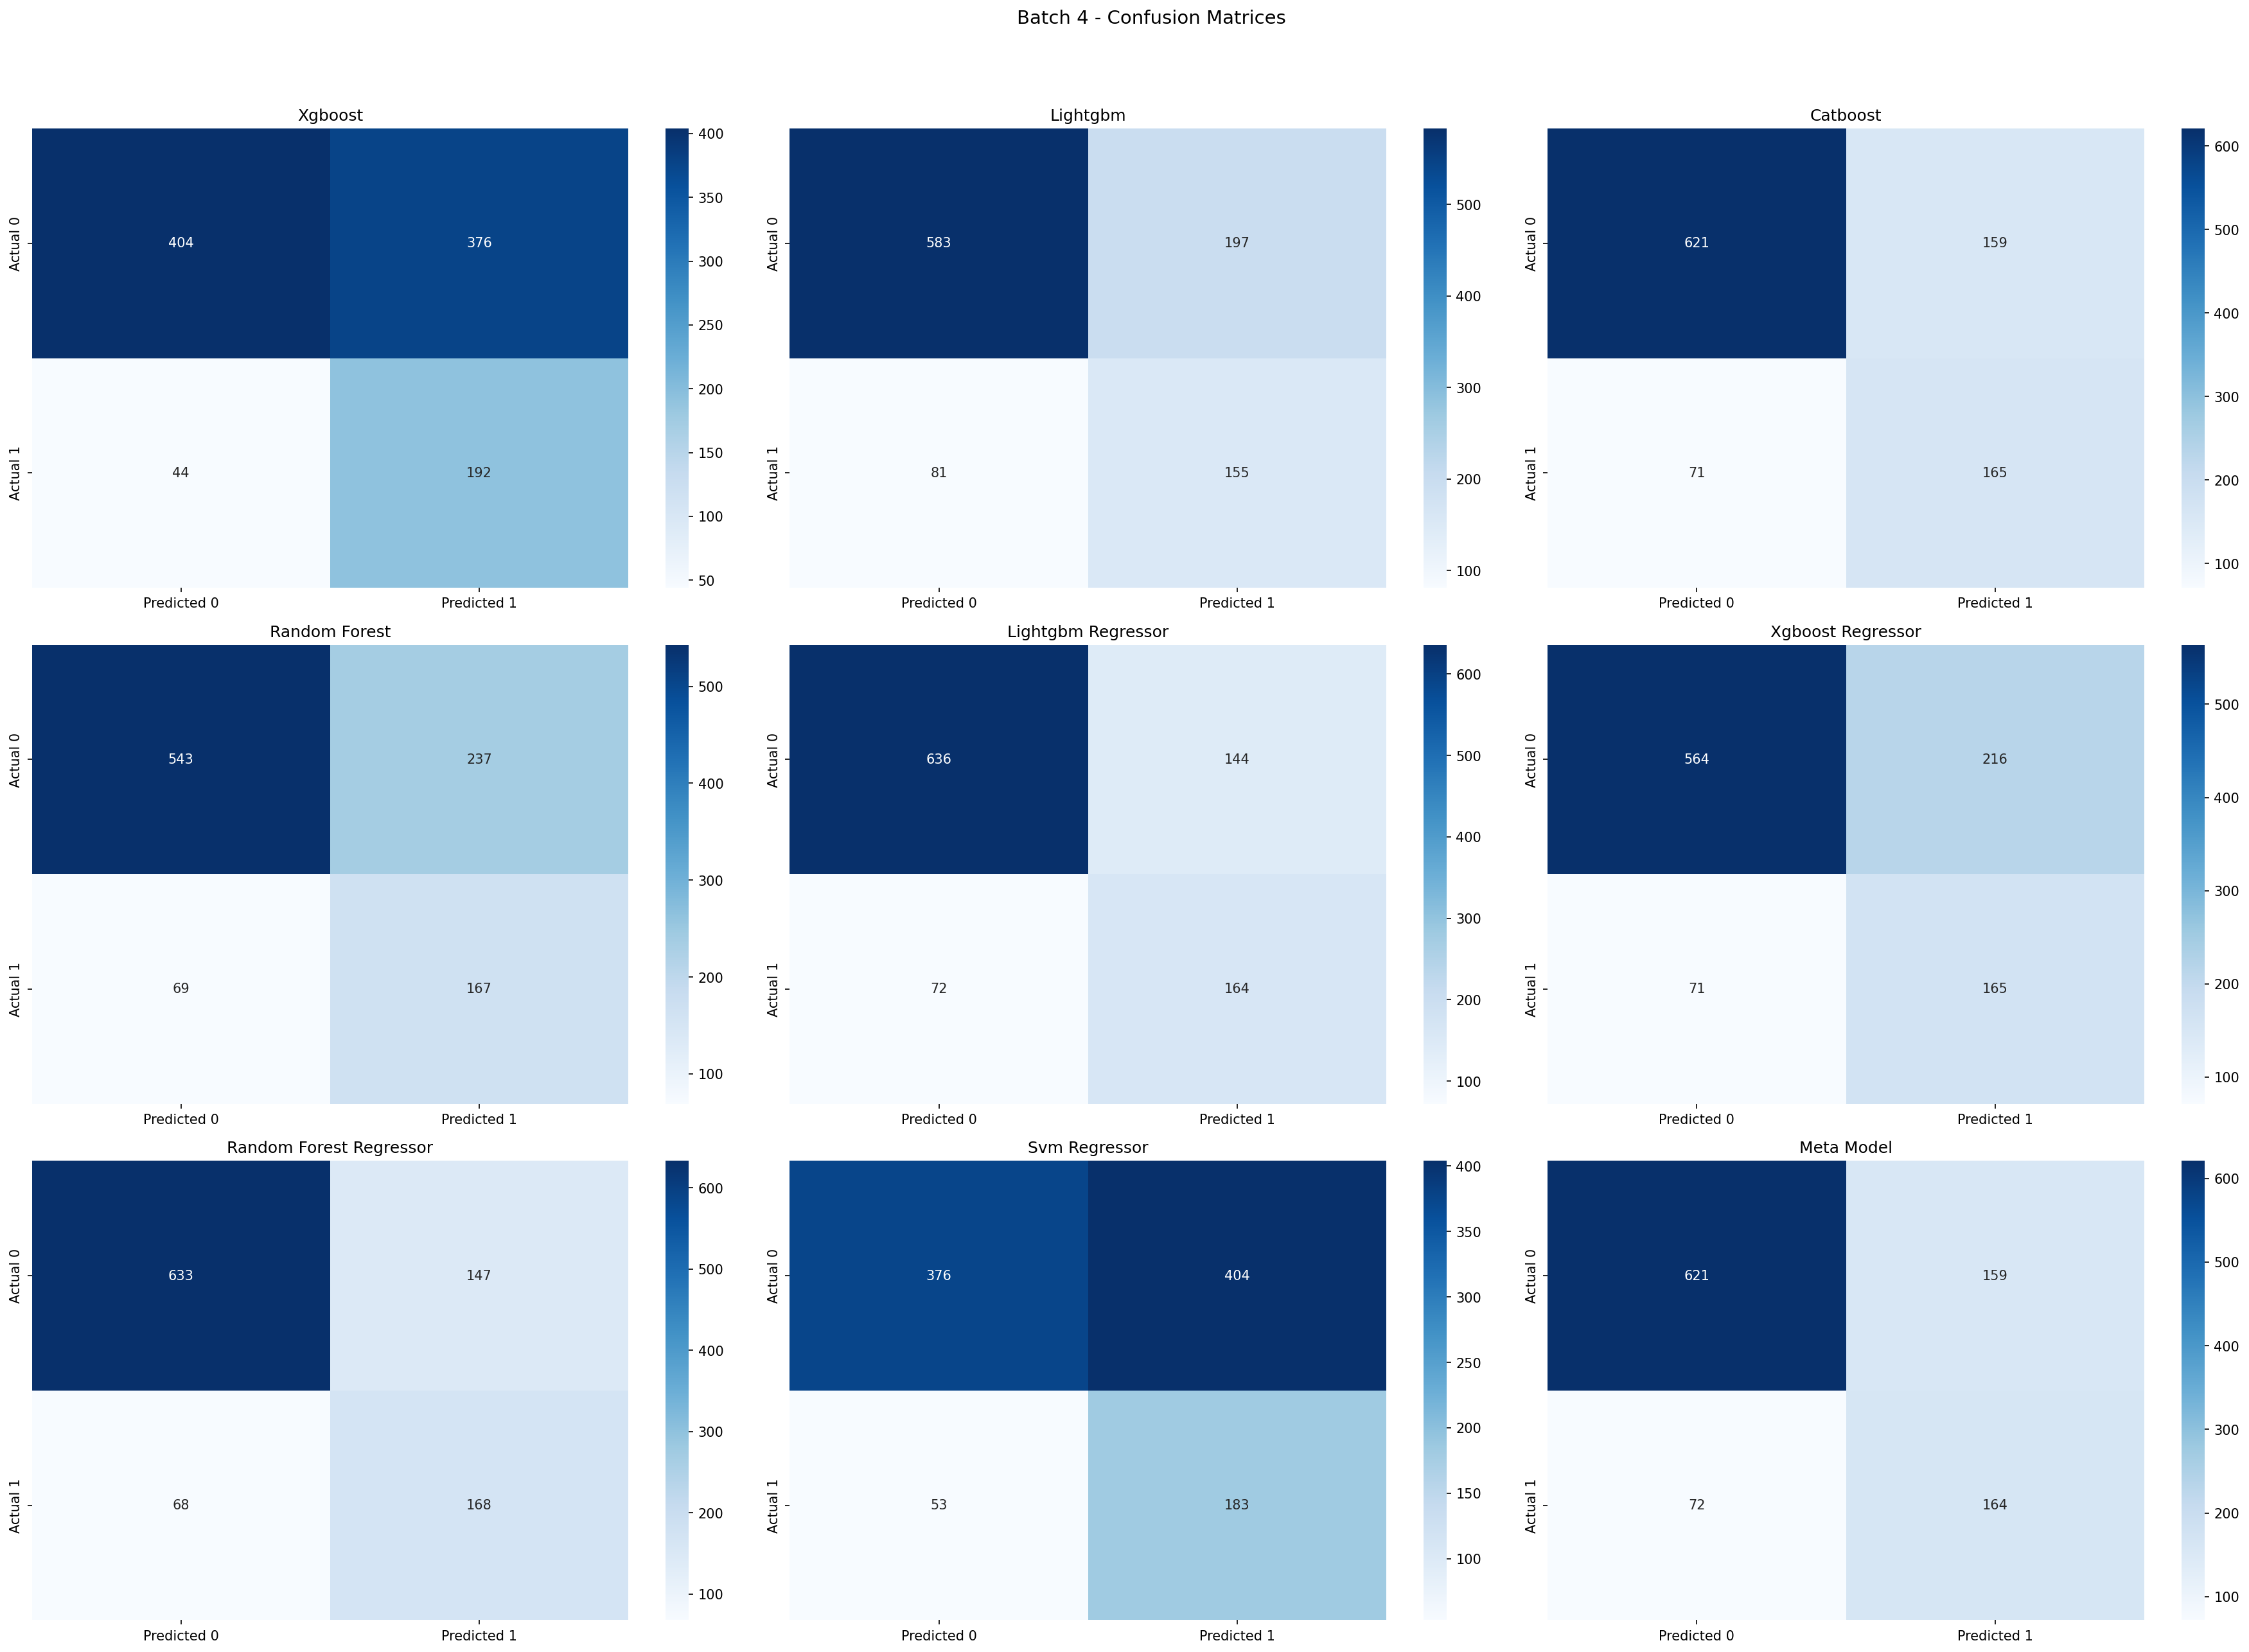 Batch 4 - Confusion Matrices
Xgboost
Actual 0
404
376
400
350
300
250
200
150
100
50
Actual 1
44
192
Predicted 0
Predicted 1
Lightgbm
Actual 0
583
197
500
400
300
200
100
Actual 1
81
155
Predicted 0
Predicted 1
Catboost
Actual 0
621
159
600
500
400
300
200
100
Actual 1
71
165
Predicted 0
Predicted 1
Random Forest
Actual 0
543
237
500
400
300
200
100
Actual 1
69
167
Predicted 0
Predicted 1
Lightgbm Regressor
Actual 0
636
144
600
500
400
300
200
100
Actual 1
72
164
Predicted 0
Predicted 1
Xgboost Regressor
Actual 0
564
216
500
400
300
200
100
Actual 1
71
165
Predicted 0
Predicted 1
Random Forest Regressor
Actual 0
633
147
600
500
400
300
200
100
Actual 1
68
168
Predicted 0
Predicted 1
Svm Regressor
Actual 0
376
404
400
350
300
250
200
150
100
Actual 1
53
183
Predicted 0
Predicted 1
Meta Model
Actual 0
621
159
600
500
400
300
200
100
Actual 1
72
164
Predicted 0
Predicted 1